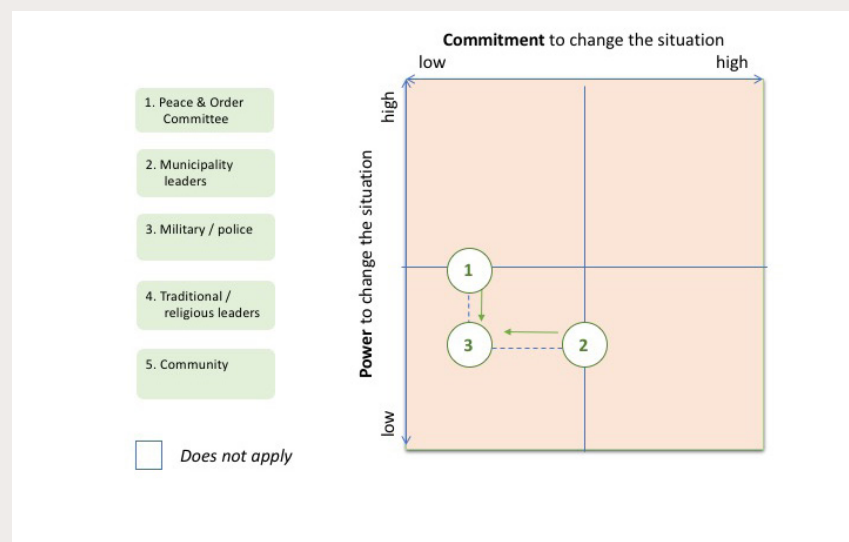 Commitment to change the situation
low
high
high
Power to change the situation
low
1. Peace & Order
Committee
2. Municipality
leaders
3. Military / police
4. Traditional /
religious leaders
5. Community
Does not apply
1
3
2